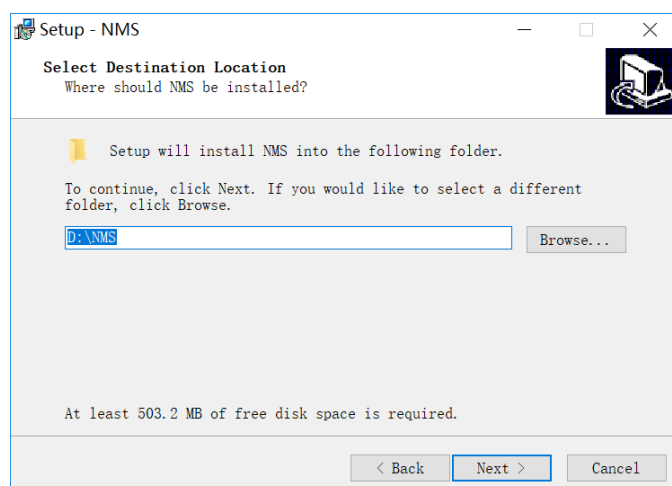 Setup - NMS
Select Destination Location
Where should NMS be installed?
Setup will install NMS into the following folder.
To continue, click Next. If you would like to select a different
folder, click Browse.
D:\NMS
Browse...
At least 503.2 MB of free disk space is required.
< Back
Next >
Cancel